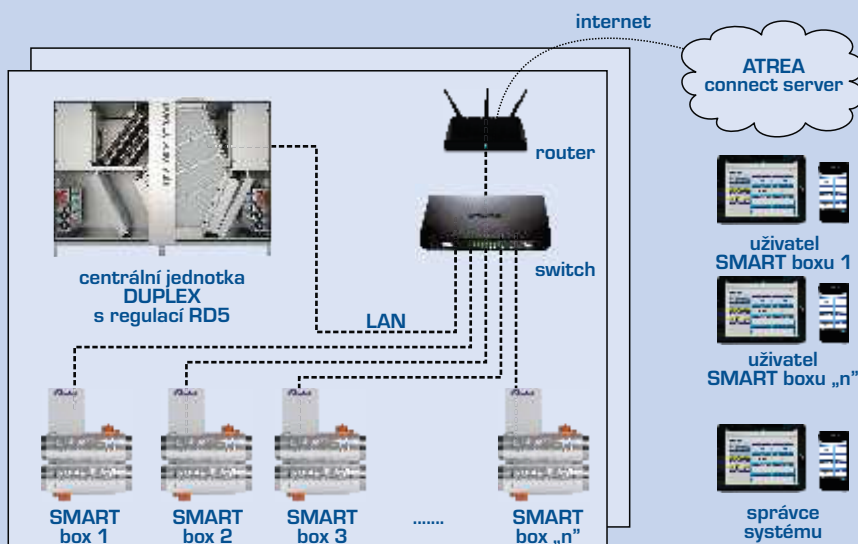 internet
ATREA
connect server
router
switch
centrální jednotka
DUPLEX
s regulací RD5
LAN
uživatel
SMART boxu 1
uživatel
SMART boxu „n”
SMART
box 1
SMART
box 2
SMART
box 3
.......
SMART
box „n”
správce
systému